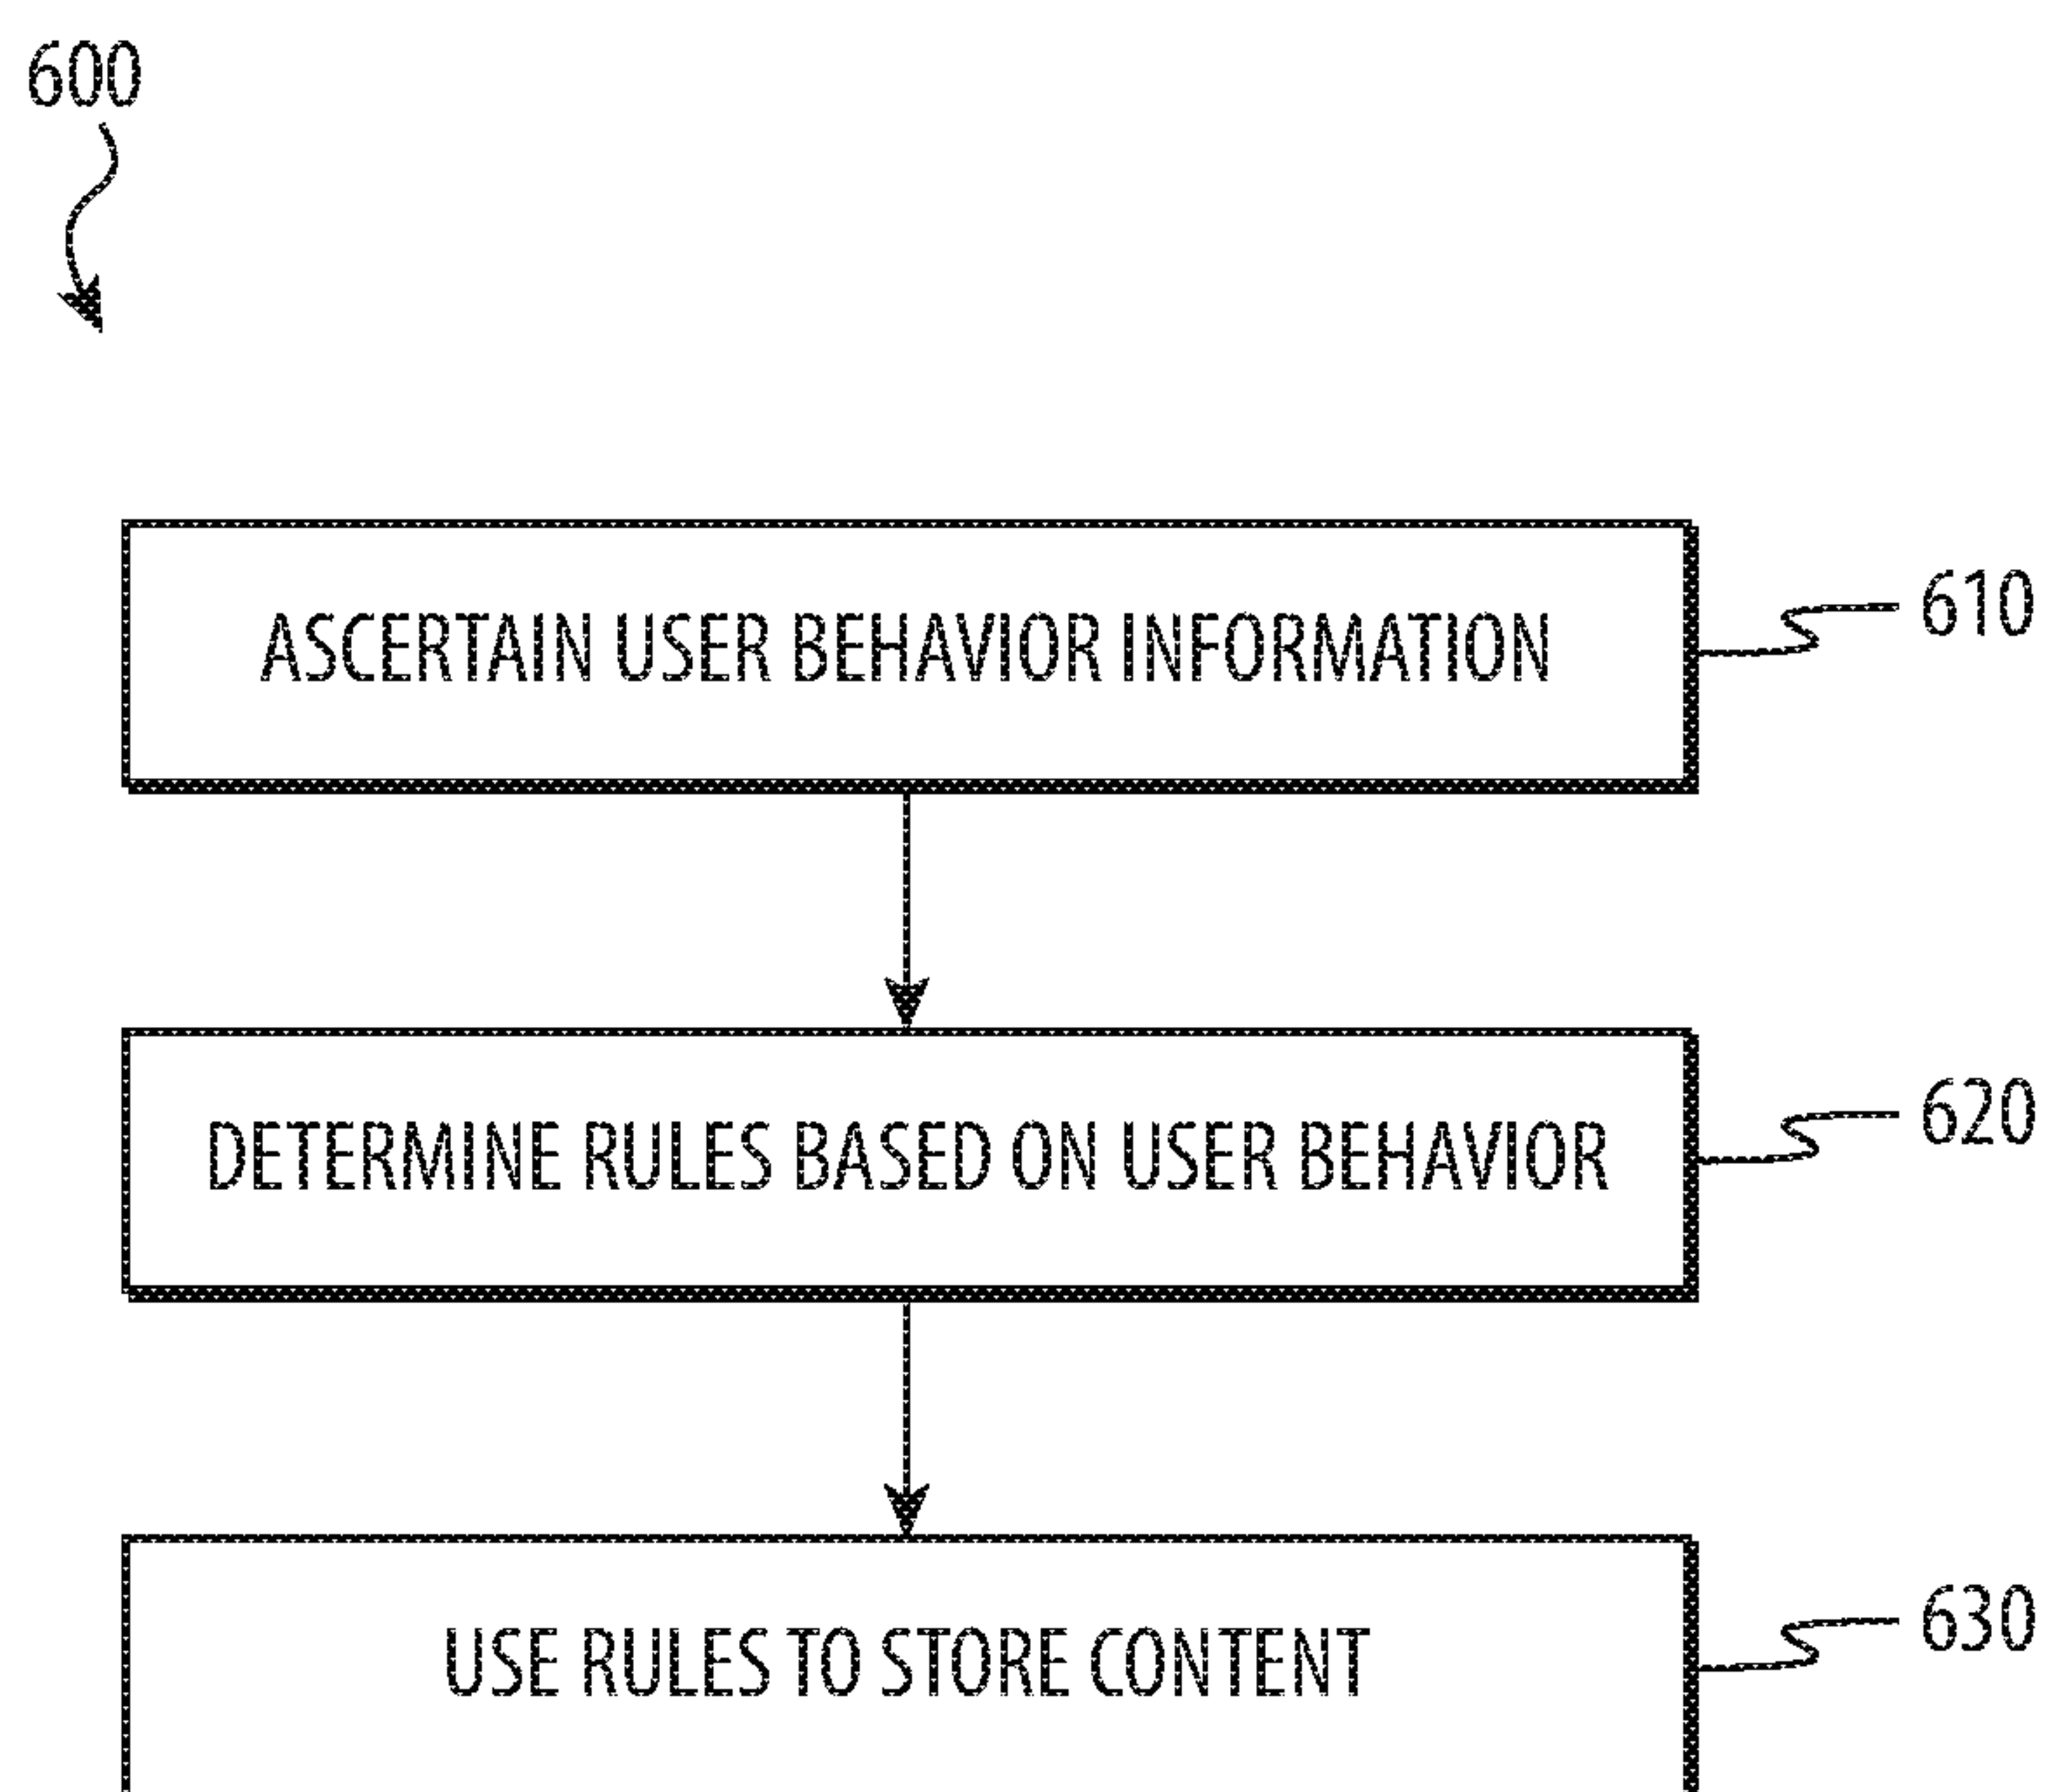 600
ASCERTAIN USER BEHAVIOR INFORMATION
610
DETERMINE RULES BASED ON USER BEHAVIOR
620
USE RULES TO STORE CONTENT
630